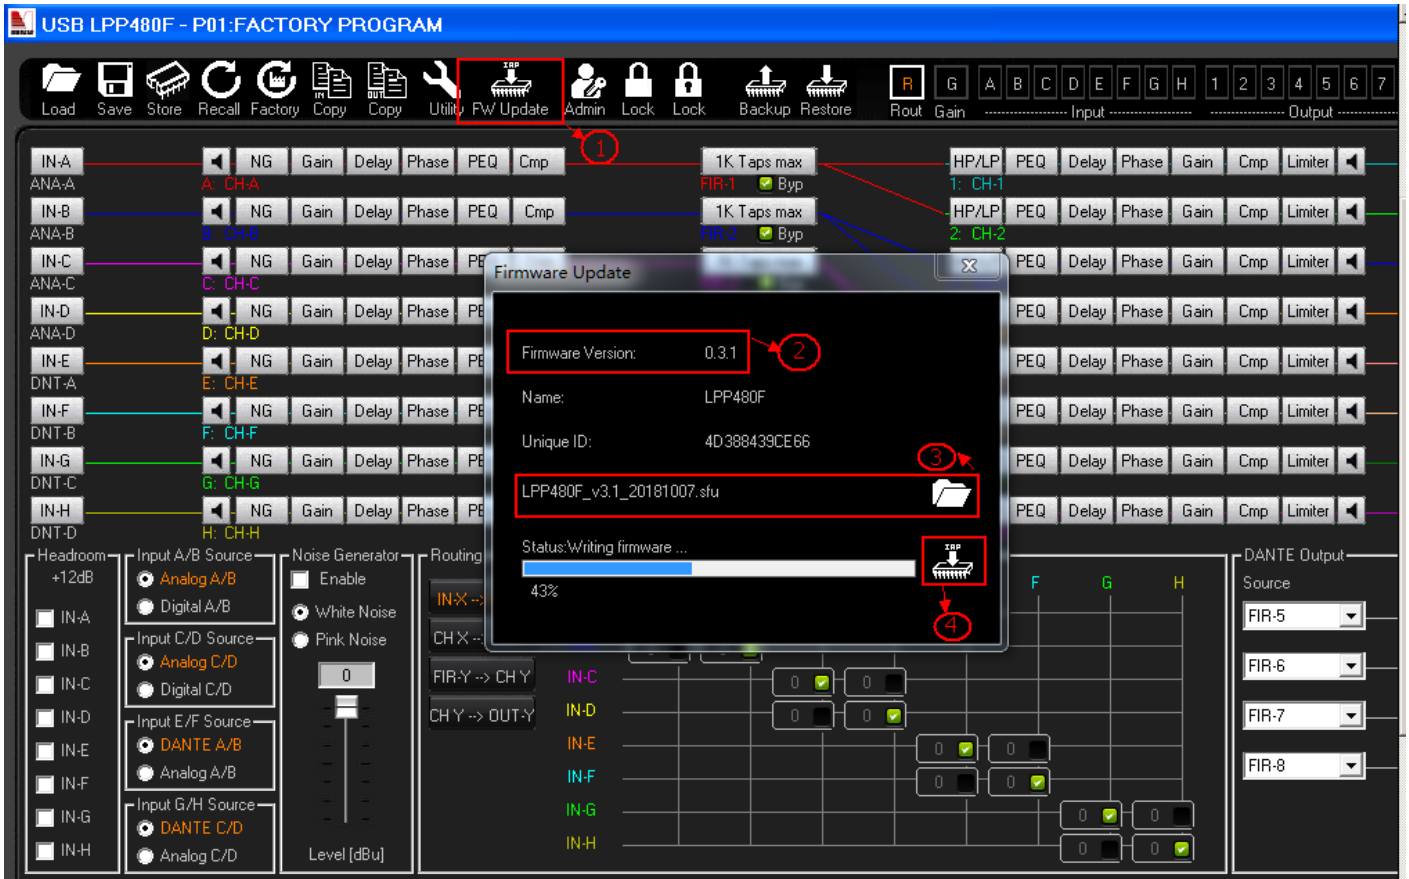 USB LPP480F - P01:FACTORY PROGRAM
Load Save Store Recall Factory Copy Copy Utility FW Update Admin Lock Lock Backup Restore Rout Gain Input Output
IN OUT IAP R G A B C D E F G H 1 2 3 4 5 6 7
1
IN-A NG Gain Delay Phase PEQ Cmp 1K Taps max HP/LP PEQ Delay Phase Gain Cmp Limiter
ANA-A A: CH-A FIR-1 Byp 1: CH-1
IN-B NG Gain Delay Phase PEQ Cmp 1K Taps max HP/LP PEQ Delay Phase Gain Cmp Limiter
ANA-B B: CH-B FIR-2 Byp 2: CH-2
IN-C NG Gain Delay Phase PEQ Delay Phase Gain Cmp Limiter
ANA-C C: CH-C
IN-D NG Gain Delay Phase PEQ Delay Phase Gain Cmp Limiter
ANA-D D: CH-D
IN-E NG Gain Delay Phase PEQ Delay Phase Gain Cmp Limiter
DNT-A E: CH-E
IN-F NG Gain Delay Phase PEQ Delay Phase Gain Cmp Limiter
DNT-B F: CH-F
IN-G NG Gain Delay Phase PEQ Delay Phase Gain Cmp Limiter
DNT-C G: CH-G
IN-H NG Gain Delay Phase PEQ Delay Phase Gain Cmp Limiter
DNT-D H: CH-H
Firmware Update
Firmware Version: 0.3.1
2
Name: LPP480F
Unique ID: 4D388439CE66
3
LPP480F_v3.1_20181007.sfu
Status:Writing firmware ...
IAP
43%
4
Headroom
+12dB
IN-A
IN-B
IN-C
IN-D
IN-E
IN-F
IN-G
IN-H
Input A/B Source
Analog A/B
Digital A/B
Input C/D Source
Analog C/D
Digital C/D
Input E/F Source
DANTE A/B
Analog A/B
Input G/H Source
DANTE C/D
Analog C/D
Noise Generator
Enable
White Noise
Pink Noise
0
Level [dBu]
Routing
IN-X -->
CH X -->
FIR-Y --> CH Y
CH Y --> OUT-Y
F G H
IN-C 0 0
IN-D 0 0
IN-E 0 0
IN-F 0 0
IN-G 0 0
IN-H 0 0
DANTE Output
Source
FIR-5
FIR-6
FIR-7
FIR-8